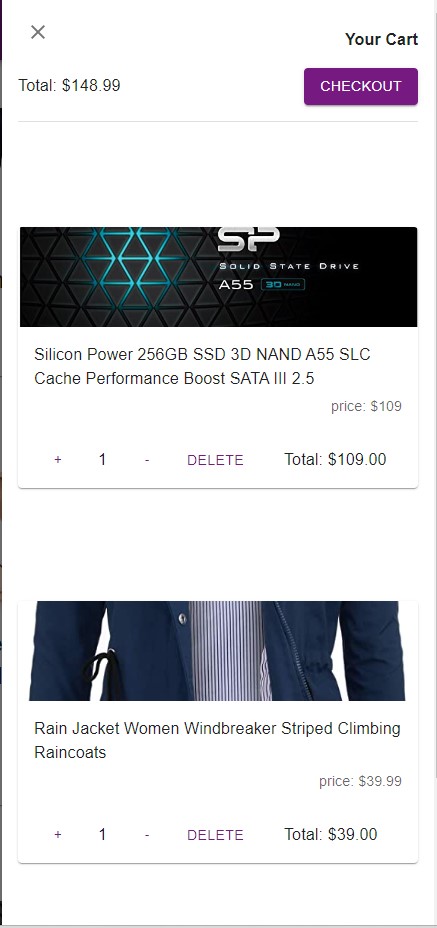 Your Cart
Total: $148.99
CHECKOUT
SP
SOLID STATE DRIVE
A55 3D NAND
Silicon Power 256GB SSD 3D NAND A55 SLC
Cache Performance Boost SATA III 2.5
price: $109
+ 1 - DELETE Total: $109.00
Rain Jacket Women Windbreaker Striped Climbing
Raincoats
price: $39.99
+ 1 - DELETE Total: $39.00